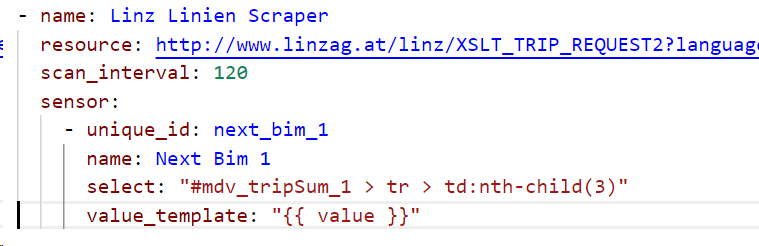 - name: Linz Linien Scraper
resource: http://www.linzag.at/linz/XSLT_TRIP_REQUEST2?language
scan_interval: 120
sensor:
- unique_id: next_bim_1
name: Next Bim 1
select: "#mdv_tripSum_1 > tr > td:nth-child(3)"
value_template: "{{ value }}"